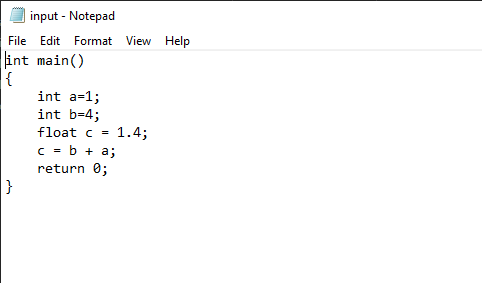 input - Notepad
File Edit Format View Help
int main()
{
    int a=1;
    int b=4;
    float c = 1.4;
    c = b + a;
    return 0;
}